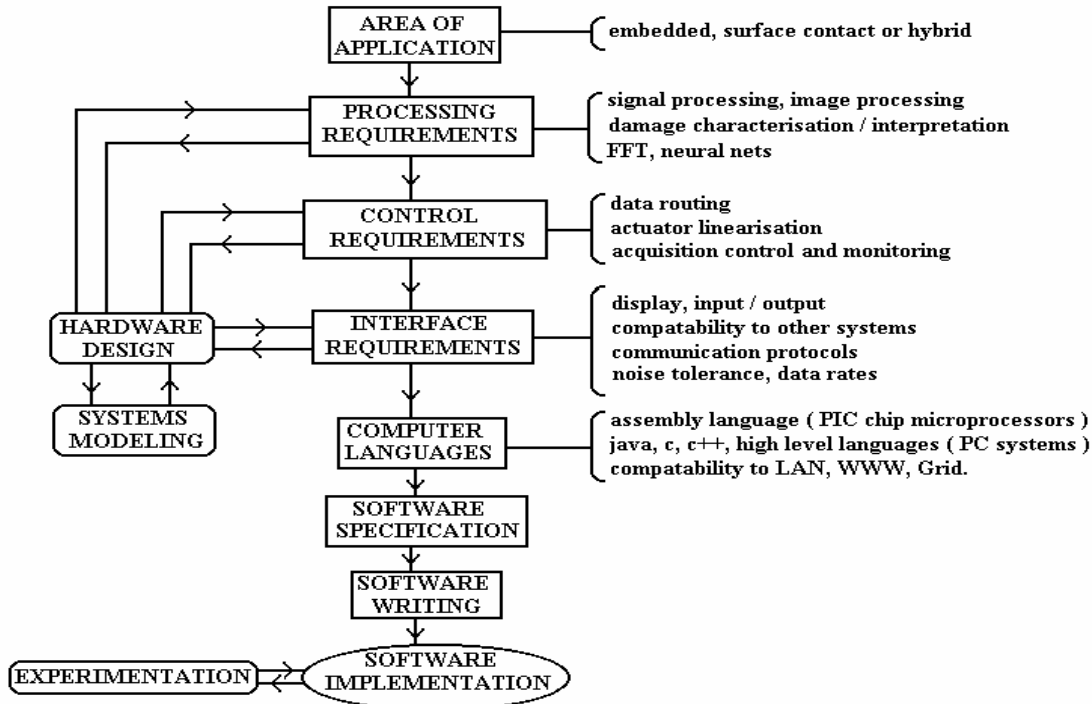 AREA OF
APPLICATION
embedded, surface contact or hybrid
PROCESSING
REQUIREMENTS
signal processing, image processing
damage characterisation / interpretation
FFT, neural nets
CONTROL
REQUIREMENTS
data routing
actuator linearisation
acquisition control and monitoring
HARDWARE
DESIGN
INTERFACE
REQUIREMENTS
display, input / output
compatability to other systems
communication protocols
noise tolerance, data rates
SYSTEMS
MODELING
COMPUTER
LANGUAGES
assembly language ( PIC chip microprocessors )
java, c, c++, high level languages ( PC systems )
compatability to LAN, WWW, Grid.
SOFTWARE
SPECIFICATION
SOFTWARE
WRITING
EXPERIMENTATION
SOFTWARE
IMPLEMENTATION